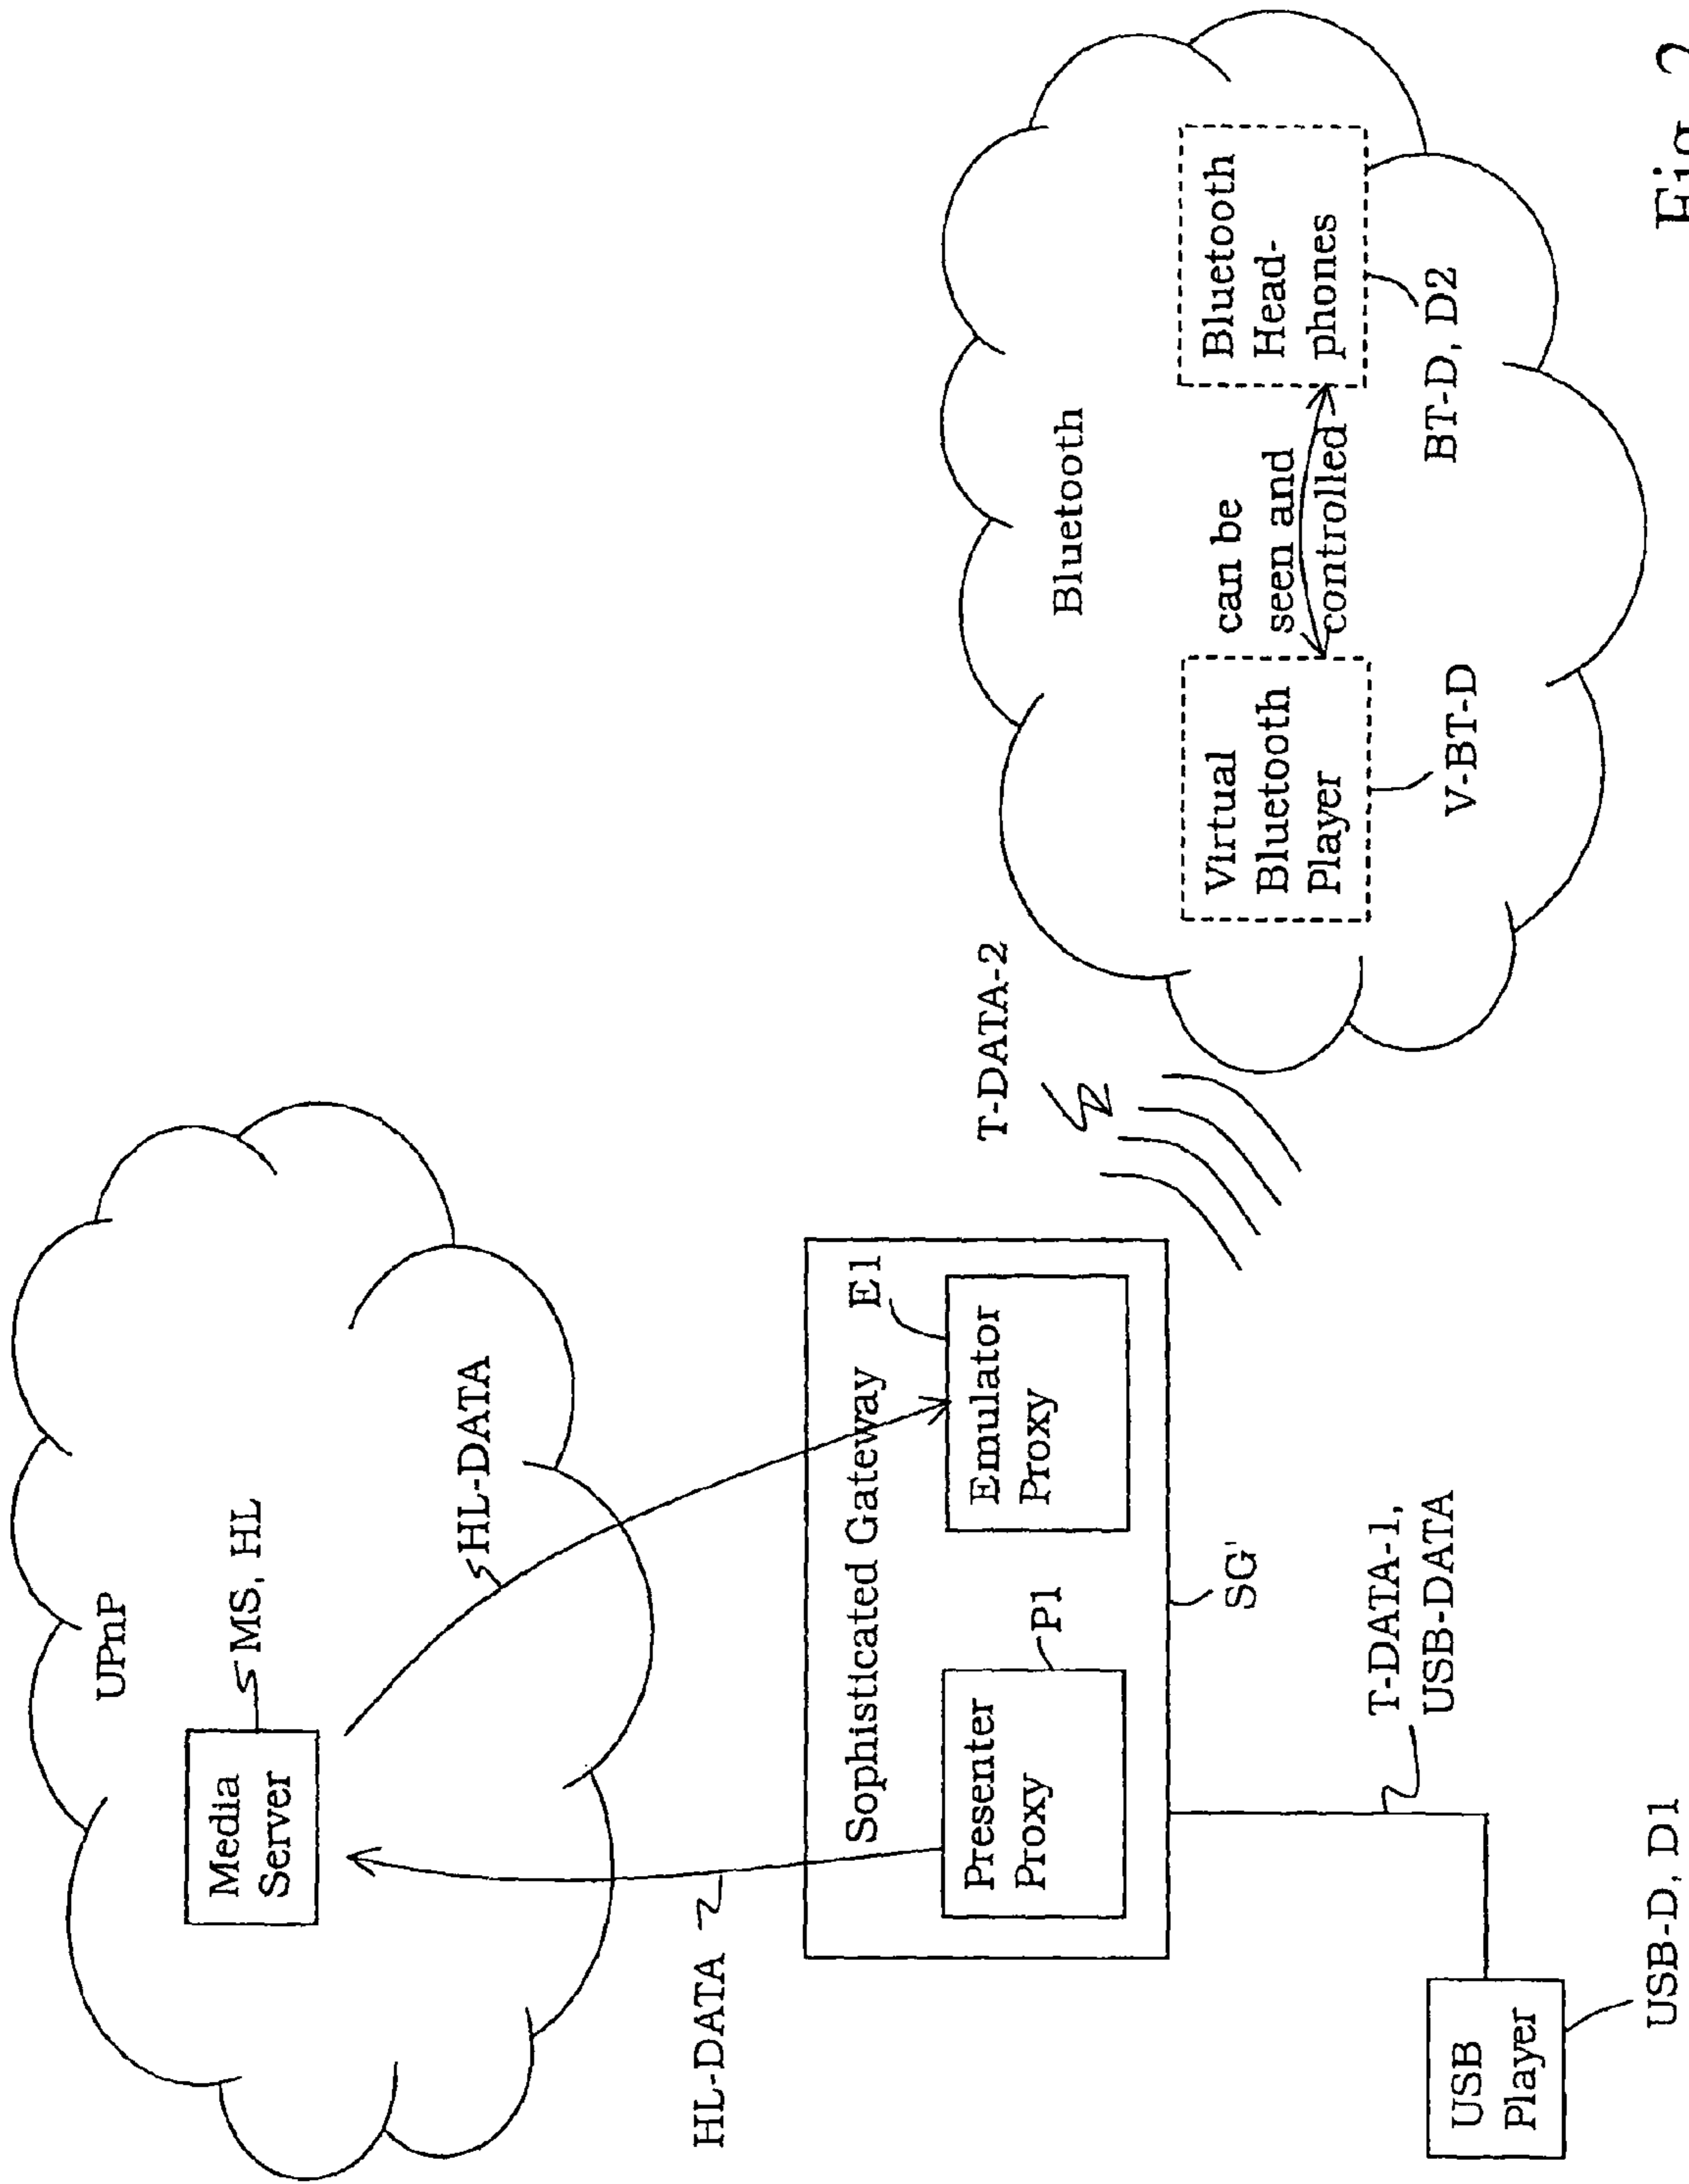 UPnP
Media
Server
MS, HL
HL-DATA
HL-DATA
Sophisticated Gateway
E1
Presenter
Proxy
P1
Emulator
Proxy
SG'
T-DATA-1,
USB-DATA
USB
Player
USB-D, D1
T-DATA-2
Bluetooth
Virtual
Bluetooth
Player
can be
seen and
controlled
Bluetooth
Head-
phones
V-BT-D
BT-D, D2
Fig. 2